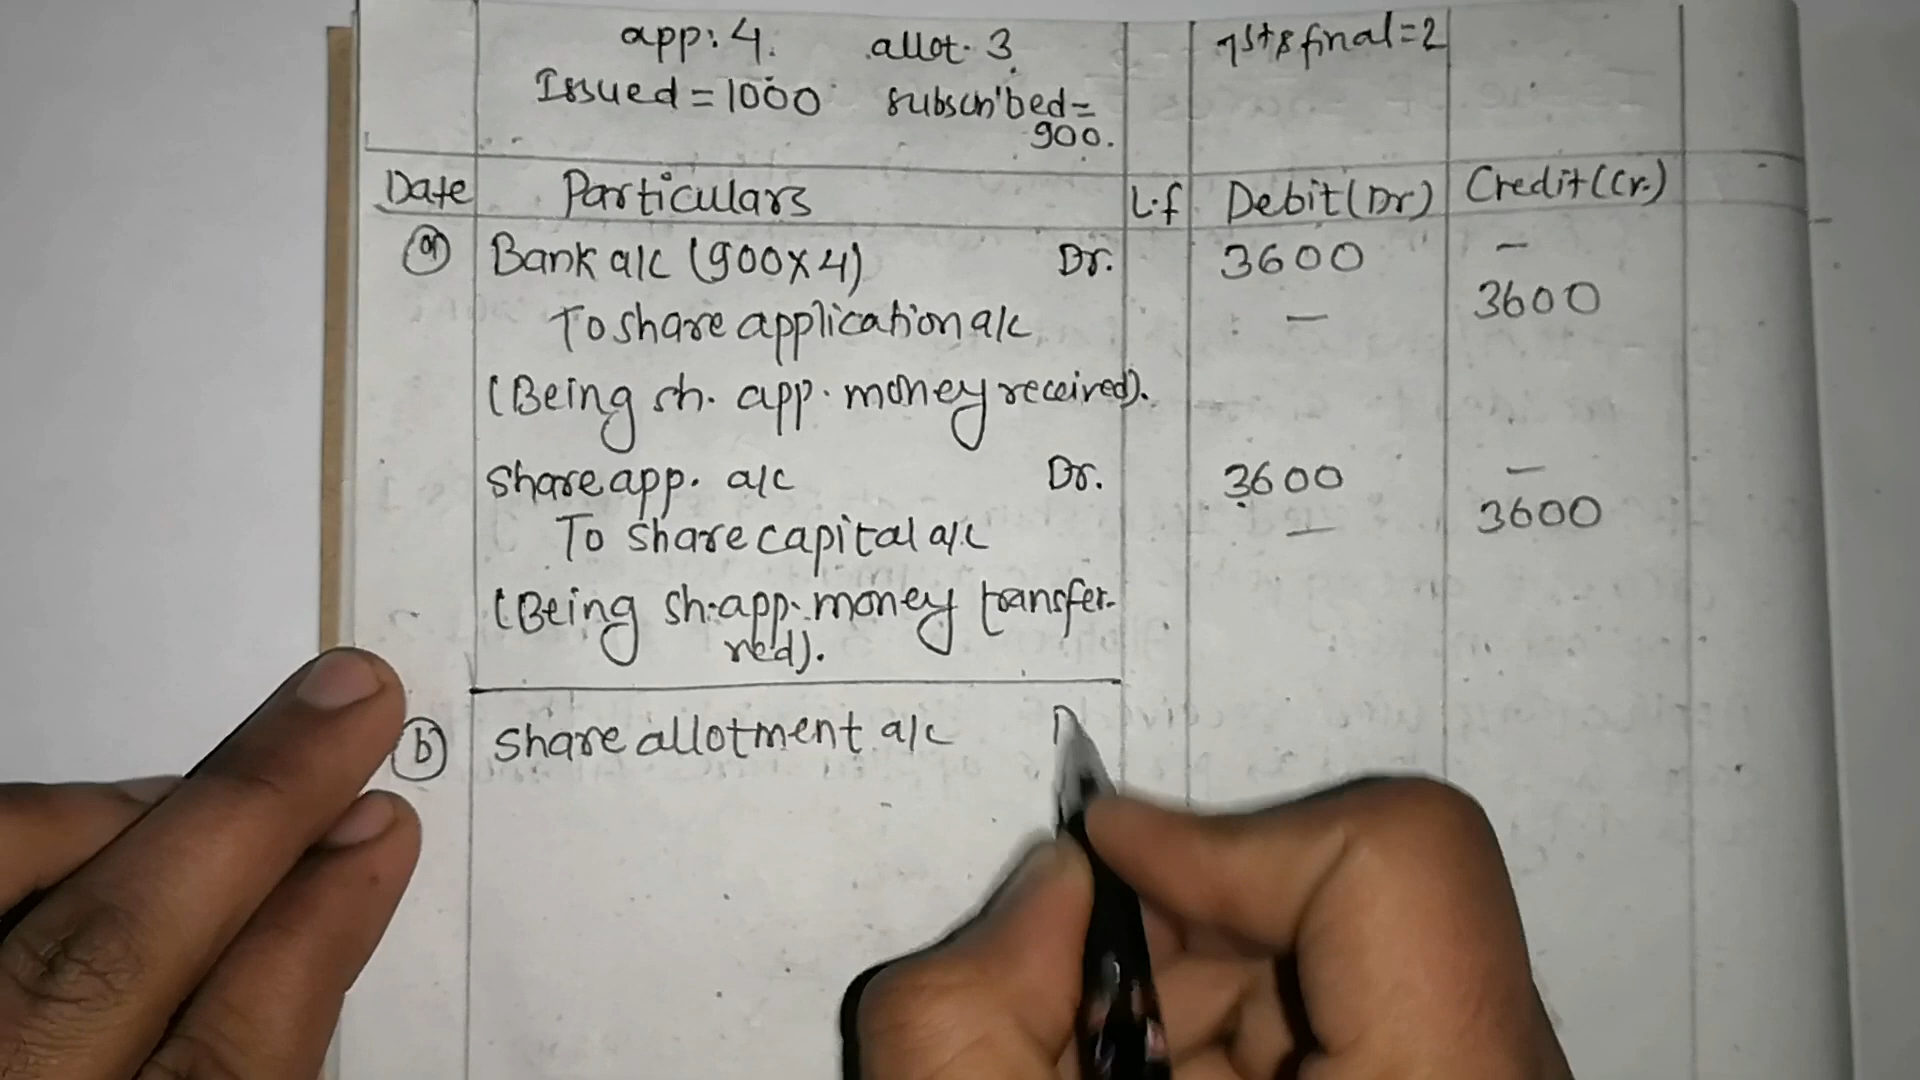 app: 4. allot. 3 1st & final = 2
Issued = 1000 subscribed =
900.
Date Particulars L.f Debit (Dr) Credit (Cr.)
(a) Bank a/c (900x4) Dr. 3600 -
To share application a/c - 3600
(Being sh. app. money received).
Share app. a/c Dr. 3600 -
To share capital a/c - 3600
(Being sh. app. money transfer-
red).
(b) Share allotment a/c D